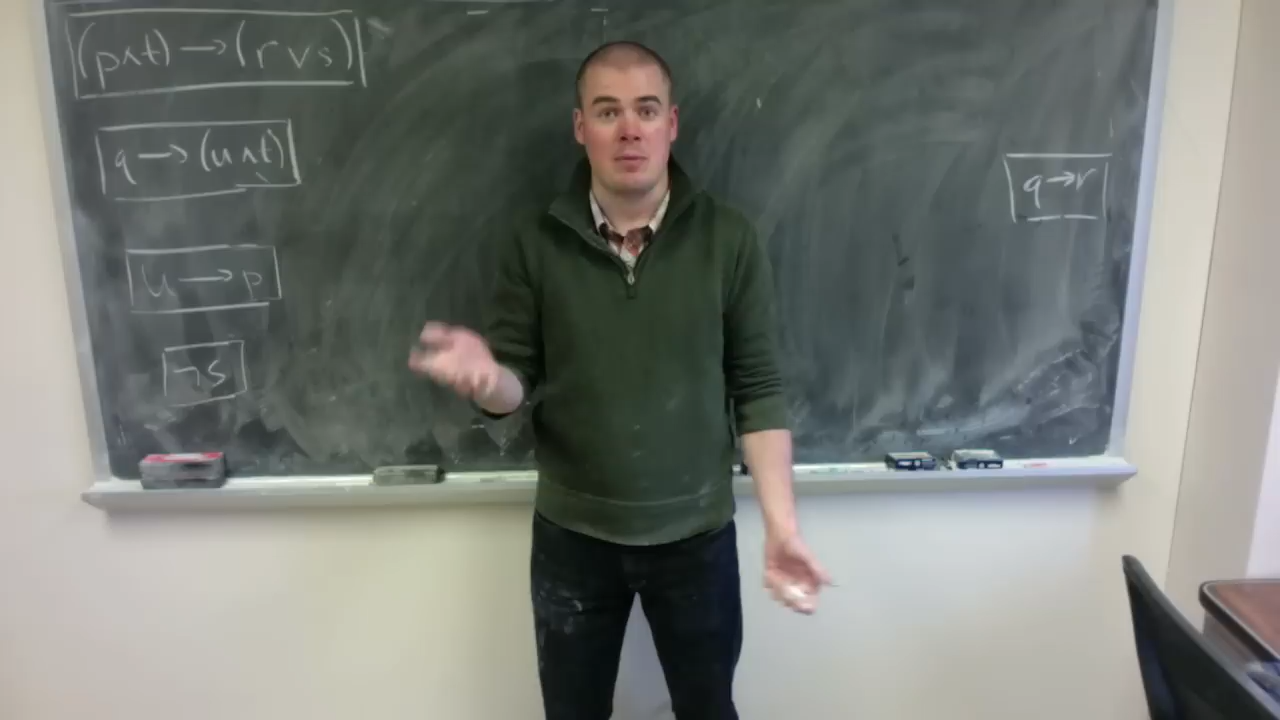 (p∧t) → (r ∨ s)
q → (u ∧ t)
u → p
¬s
q → r